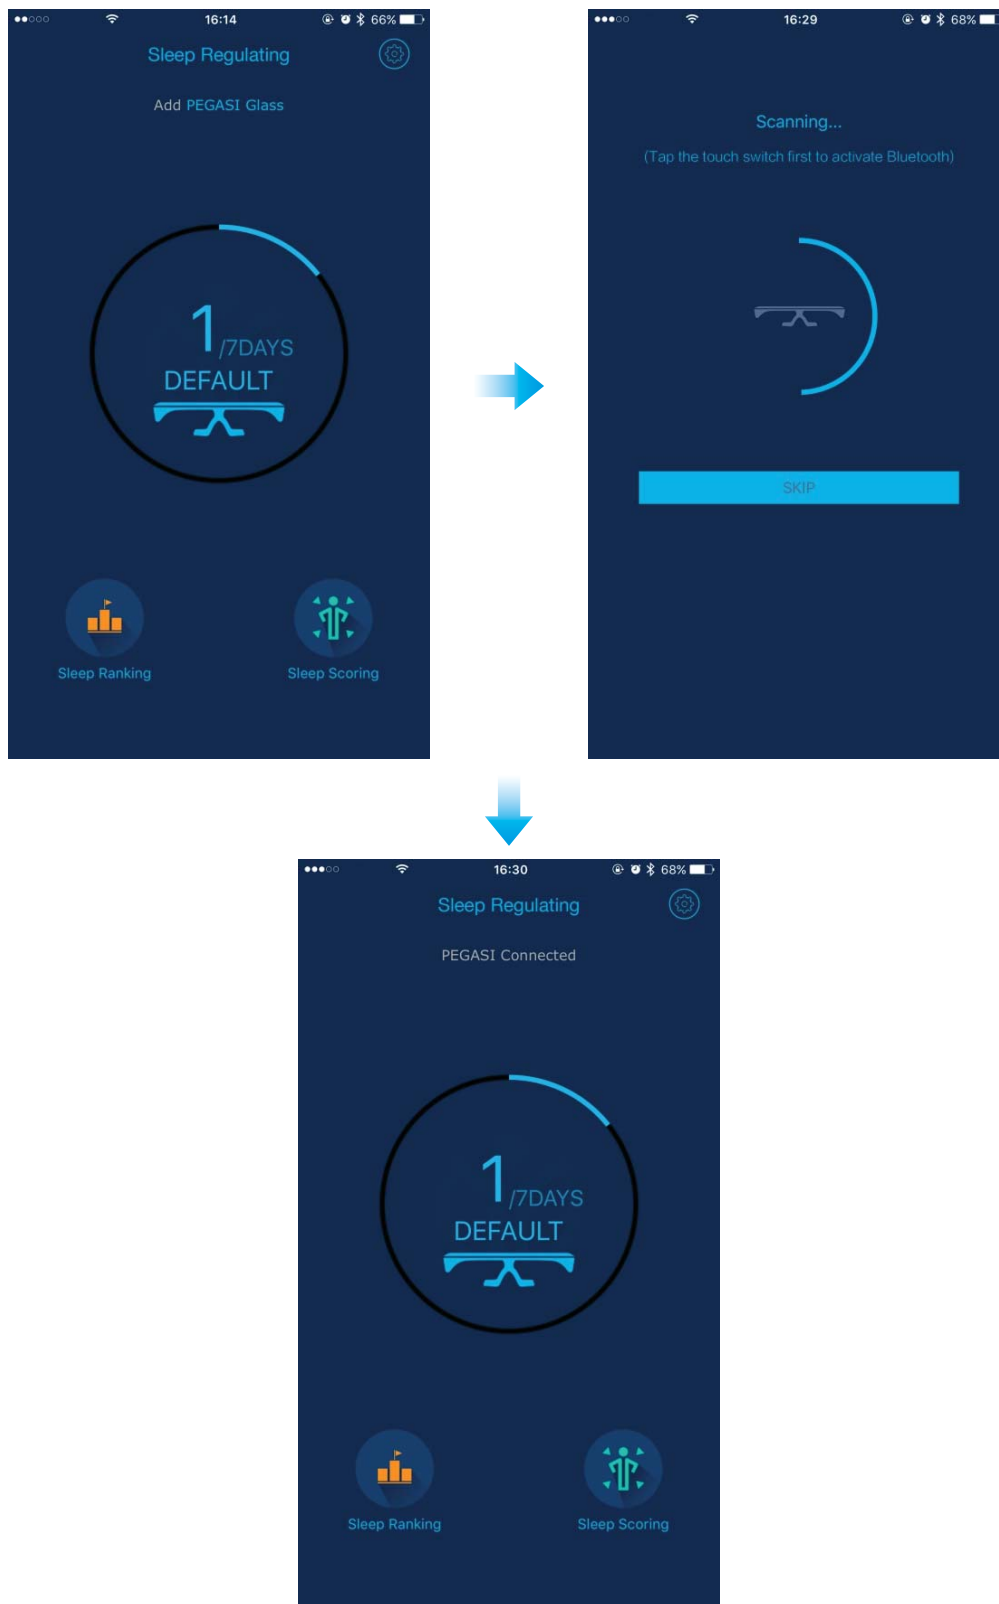 16:14 66%
Sleep Regulating
Add PEGASI Glass
1/7DAYS
DEFAULT
Sleep Ranking Sleep Scoring
16:29 68%
Scanning...
(Tap the touch switch first to activate Bluetooth)
SKIP
16:30 68%
Sleep Regulating
PEGASI Connected
1/7DAYS
DEFAULT
Sleep Ranking Sleep Scoring